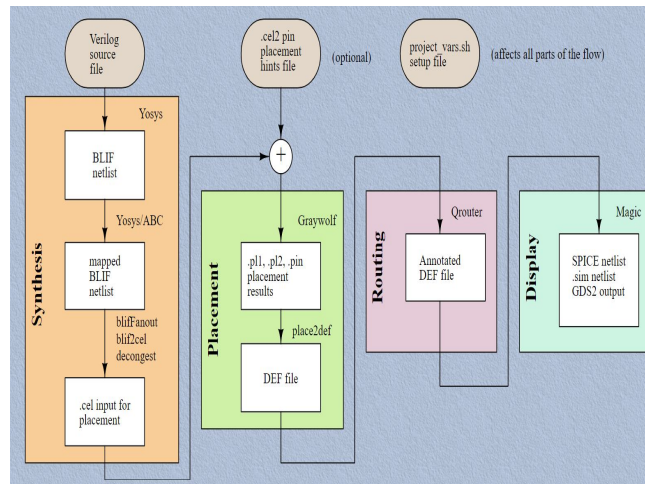 Verilog
source
file
.cel2 pin
placement
hints file
(optional)
project_vars.sh
setup file
(affects all parts of the flow)
Synthesis
Yosys
BLIF
netlist
Yosys/ABC
mapped
BLIF
netlist
blifFanout
blif2cel
decongest
.cel input for
placement
+
Placement
Graywolf
.pl1, .pl2, .pin
placement
results
place2def
DEF file
Routing
Qrouter
Annotated
DEF file
Display
Magic
SPICE netlist
.sim netlist
GDS2 output